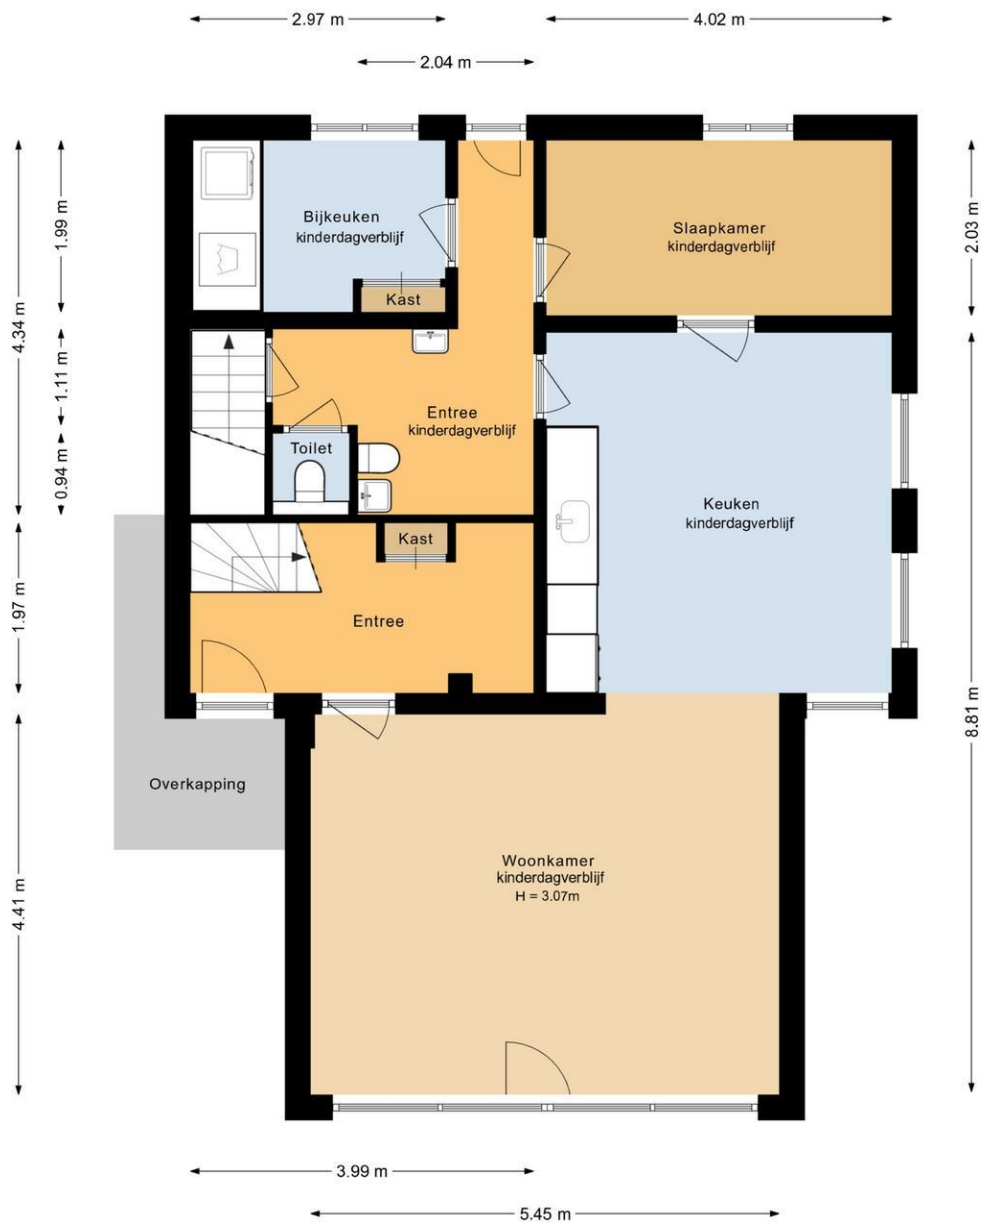 2.97 m
4.02 m
2.04 m
4.34 m
1.99 m
1.11 m
0.94 m
1.97 m
4.41 m
2.03 m
8.81 m
Bijkeuken
kinderdagverblijf
Kast
Slaapkamer
kinderdagverblijf
Entree
kinderdagverblijf
Toilet
Keuken
kinderdagverblijf
Kast
Entree
Overkapping
Woonkamer
kinderdagverblijf
H = 3.07m
3.99 m
5.45 m